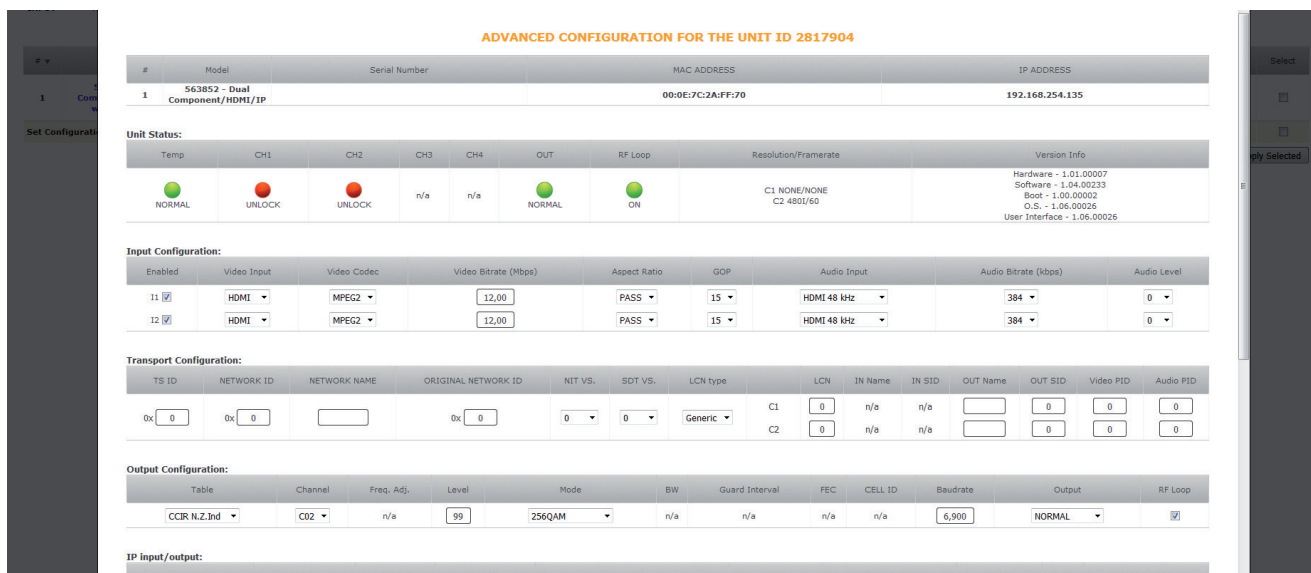 ADVANCED CONFIGURATION FOR THE UNIT ID 2817904
# Model Serial Number MAC ADDRESS IP ADDRESS
1 563852 - Dual Component/HDMI/IP 00:0E:7C:2A:FF:70 192.168.254.135
# Select
1 Com
Set Configurati
ply Selected
Unit Status:
Temp CH1 CH2 CH3 CH4 OUT RF Loop Resolution/Framerate Version Info
NORMAL UNLOCK UNLOCK n/a n/a NORMAL ON
C1 NONE/NONE
C2 480I/60
Hardware - 1.01.00007
Software - 1.04.00233
Boot - 1.00.00002
O.S. - 1.06.00026
User Interface - 1.06.00026
Input Configuration:
Enabled Video Input Video Codec Video Bitrate (Mbps) Aspect Ratio GOP Audio Input Audio Bitrate (kbps) Audio Level
I1 HDMI MPEG2 12,00 PASS 15 HDMI 48 kHz 384 0
I2 HDMI MPEG2 12,00 PASS 15 HDMI 48 kHz 384 0
Transport Configuration:
TS ID NETWORK ID NETWORK NAME ORIGINAL NETWORK ID NIT VS. SDT VS. LCN type LCN IN Name IN SID OUT Name OUT SID Video PID Audio PID
0x 0 0x 0 0x 0 0 0 Generic
C1 0 n/a n/a 0 0 0
C2 0 n/a n/a 0 0 0
Output Configuration:
Table Channel Freq. Adj. Level Mode BW Guard Interval FEC CELL ID Baudrate Output RF Loop
CCIR N.Z.Ind C02 n/a 99 256QAM n/a n/a n/a n/a 6,900 NORMAL
IP input/output: